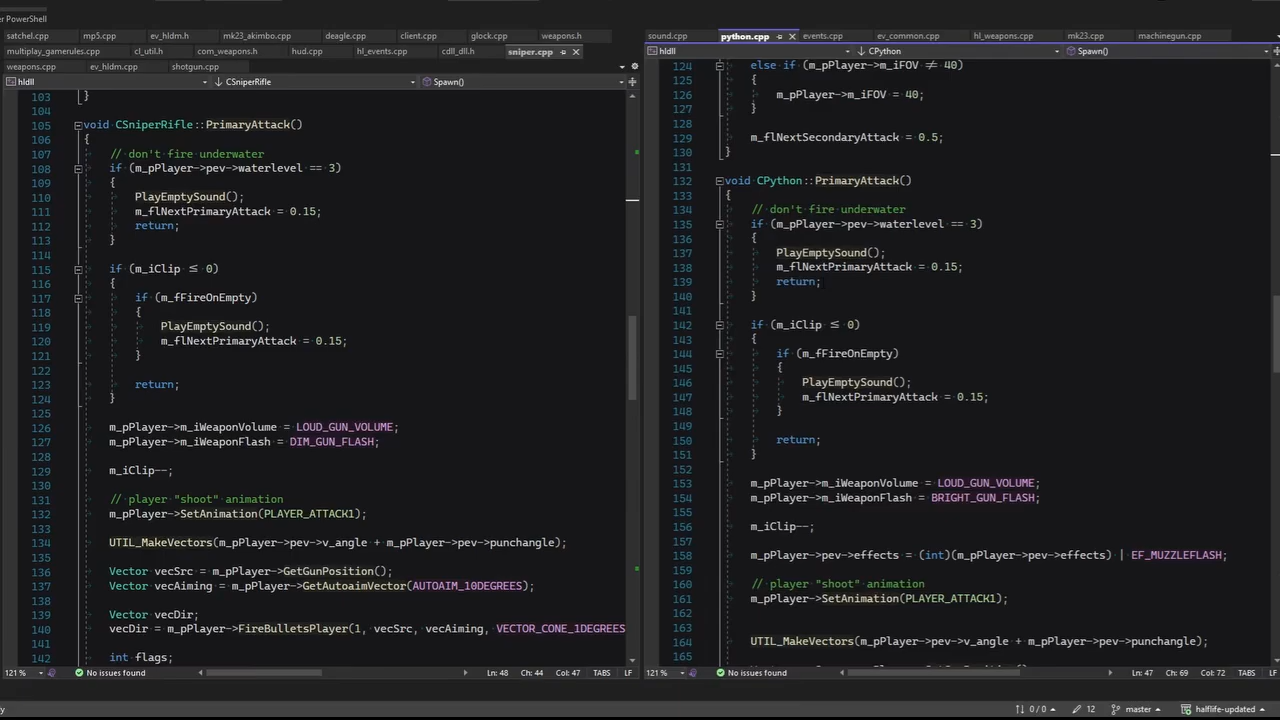 er PowerShell
satchel.cpp mp5.cpp ev_hldm.h mk23_akimbo.cpp deagle.cpp client.cpp glock.cpp weapons.h
multiplay_gamerules.cpp cl_util.h com_weapons.h hud.cpp hl_events.cpp cdll_dll.h sniper.cpp
weapons.cpp ev_hldm.cpp shotgun.cpp
hldll CSniperRifle Spawn()
103 }
104
105 void CSniperRifle::PrimaryAttack()
106 {
107 // don't fire underwater
108 if (m_pPlayer->pev->waterlevel == 3)
109 {
110 PlayEmptySound();
111 m_flNextPrimaryAttack = 0.15;
112 return;
113 }
114
115 if (m_iClip ≤ 0)
116 {
117 if (m_fFireOnEmpty)
118 {
119 PlayEmptySound();
120 m_flNextPrimaryAttack = 0.15;
121 }
122
123 return;
124 }
125
126 m_pPlayer->m_iWeaponVolume = LOUD_GUN_VOLUME;
127 m_pPlayer->m_iWeaponFlash = DIM_GUN_FLASH;
128
129 m_iClip--;
130
131 // player "shoot" animation
132 m_pPlayer->SetAnimation(PLAYER_ATTACK1);
133
134 UTIL_MakeVectors(m_pPlayer->pev->v_angle + m_pPlayer->pev->punchangle);
135
136 Vector vecSrc = m_pPlayer->GetGunPosition();
137 Vector vecAiming = m_pPlayer->GetAutoaimVector(AUTOAIM_10DEGREES);
138
139 Vector vecDir;
140 vecDir = m_pPlayer->FireBulletsPlayer(1, vecSrc, vecAiming, VECTOR_CONE_1DEGREES
141
142 int flags;
121 % No issues found Ln: 48 Ch: 44 Col: 47 TABS LF
sound.cpp python.cpp events.cpp ev_common.cpp hl_weapons.cpp mk23.cpp machinegun.cpp
hldll CPython Spawn()
124 else if (m_pPlayer->m_iFOV ≠ 40)
125 {
126 m_pPlayer->m_iFOV = 40;
127 }
128
129 m_flNextSecondaryAttack = 0.5;
130 }
131
132 void CPython::PrimaryAttack()
133 {
134 // don't fire underwater
135 if (m_pPlayer->pev->waterlevel == 3)
136 {
137 PlayEmptySound();
138 m_flNextPrimaryAttack = 0.15;
139 return;
140 }
141
142 if (m_iClip ≤ 0)
143 {
144 if (m_fFireOnEmpty)
145 {
146 PlayEmptySound();
147 m_flNextPrimaryAttack = 0.15;
148 }
149
150 return;
151 }
152
153 m_pPlayer->m_iWeaponVolume = LOUD_GUN_VOLUME;
154 m_pPlayer->m_iWeaponFlash = BRIGHT_GUN_FLASH;
155
156 m_iClip--;
157
158 m_pPlayer->pev->effects = (int)(m_pPlayer->pev->effects) | EF_MUZZLEFLASH;
159
160 // player "shoot" animation
161 m_pPlayer->SetAnimation(PLAYER_ATTACK1);
162
163
164 UTIL_MakeVectors(m_pPlayer->pev->v_angle + m_pPlayer->pev->punchangle);
165
121 % No issues found Ln: 47 Ch: 69 Col: 72 TABS LF
0 / 0 12 master halflife-updated